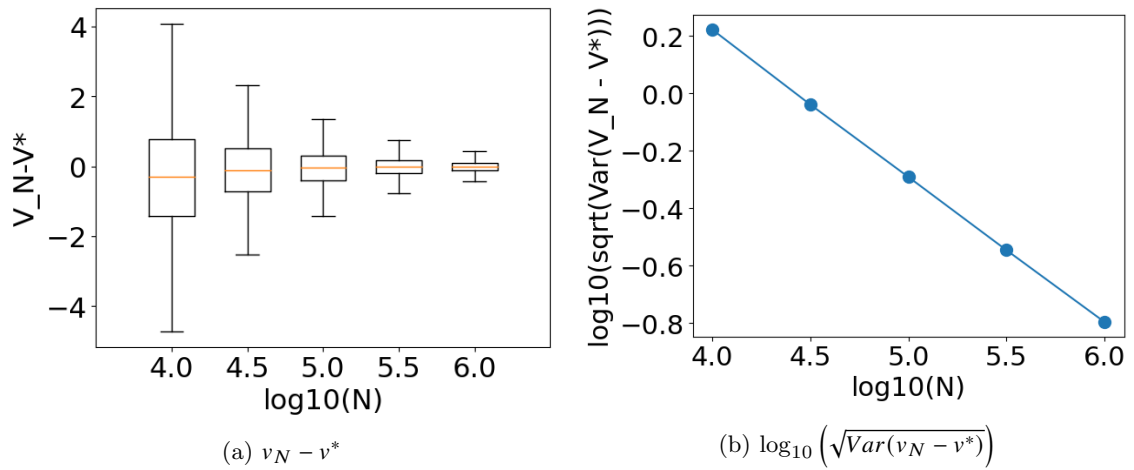 4
2
0
−2
−4
V_N-V*
4.0 4.5 5.0 5.5 6.0
log10(N)
(a) v_N − v*
0.2
0.0
−0.2
−0.4
−0.6
−0.8
log10(sqrt(Var(V_N - V*)))
4.0 4.5 5.0 5.5 6.0
log10(N)
(b) log₁₀ (√Var(v_N − v*))